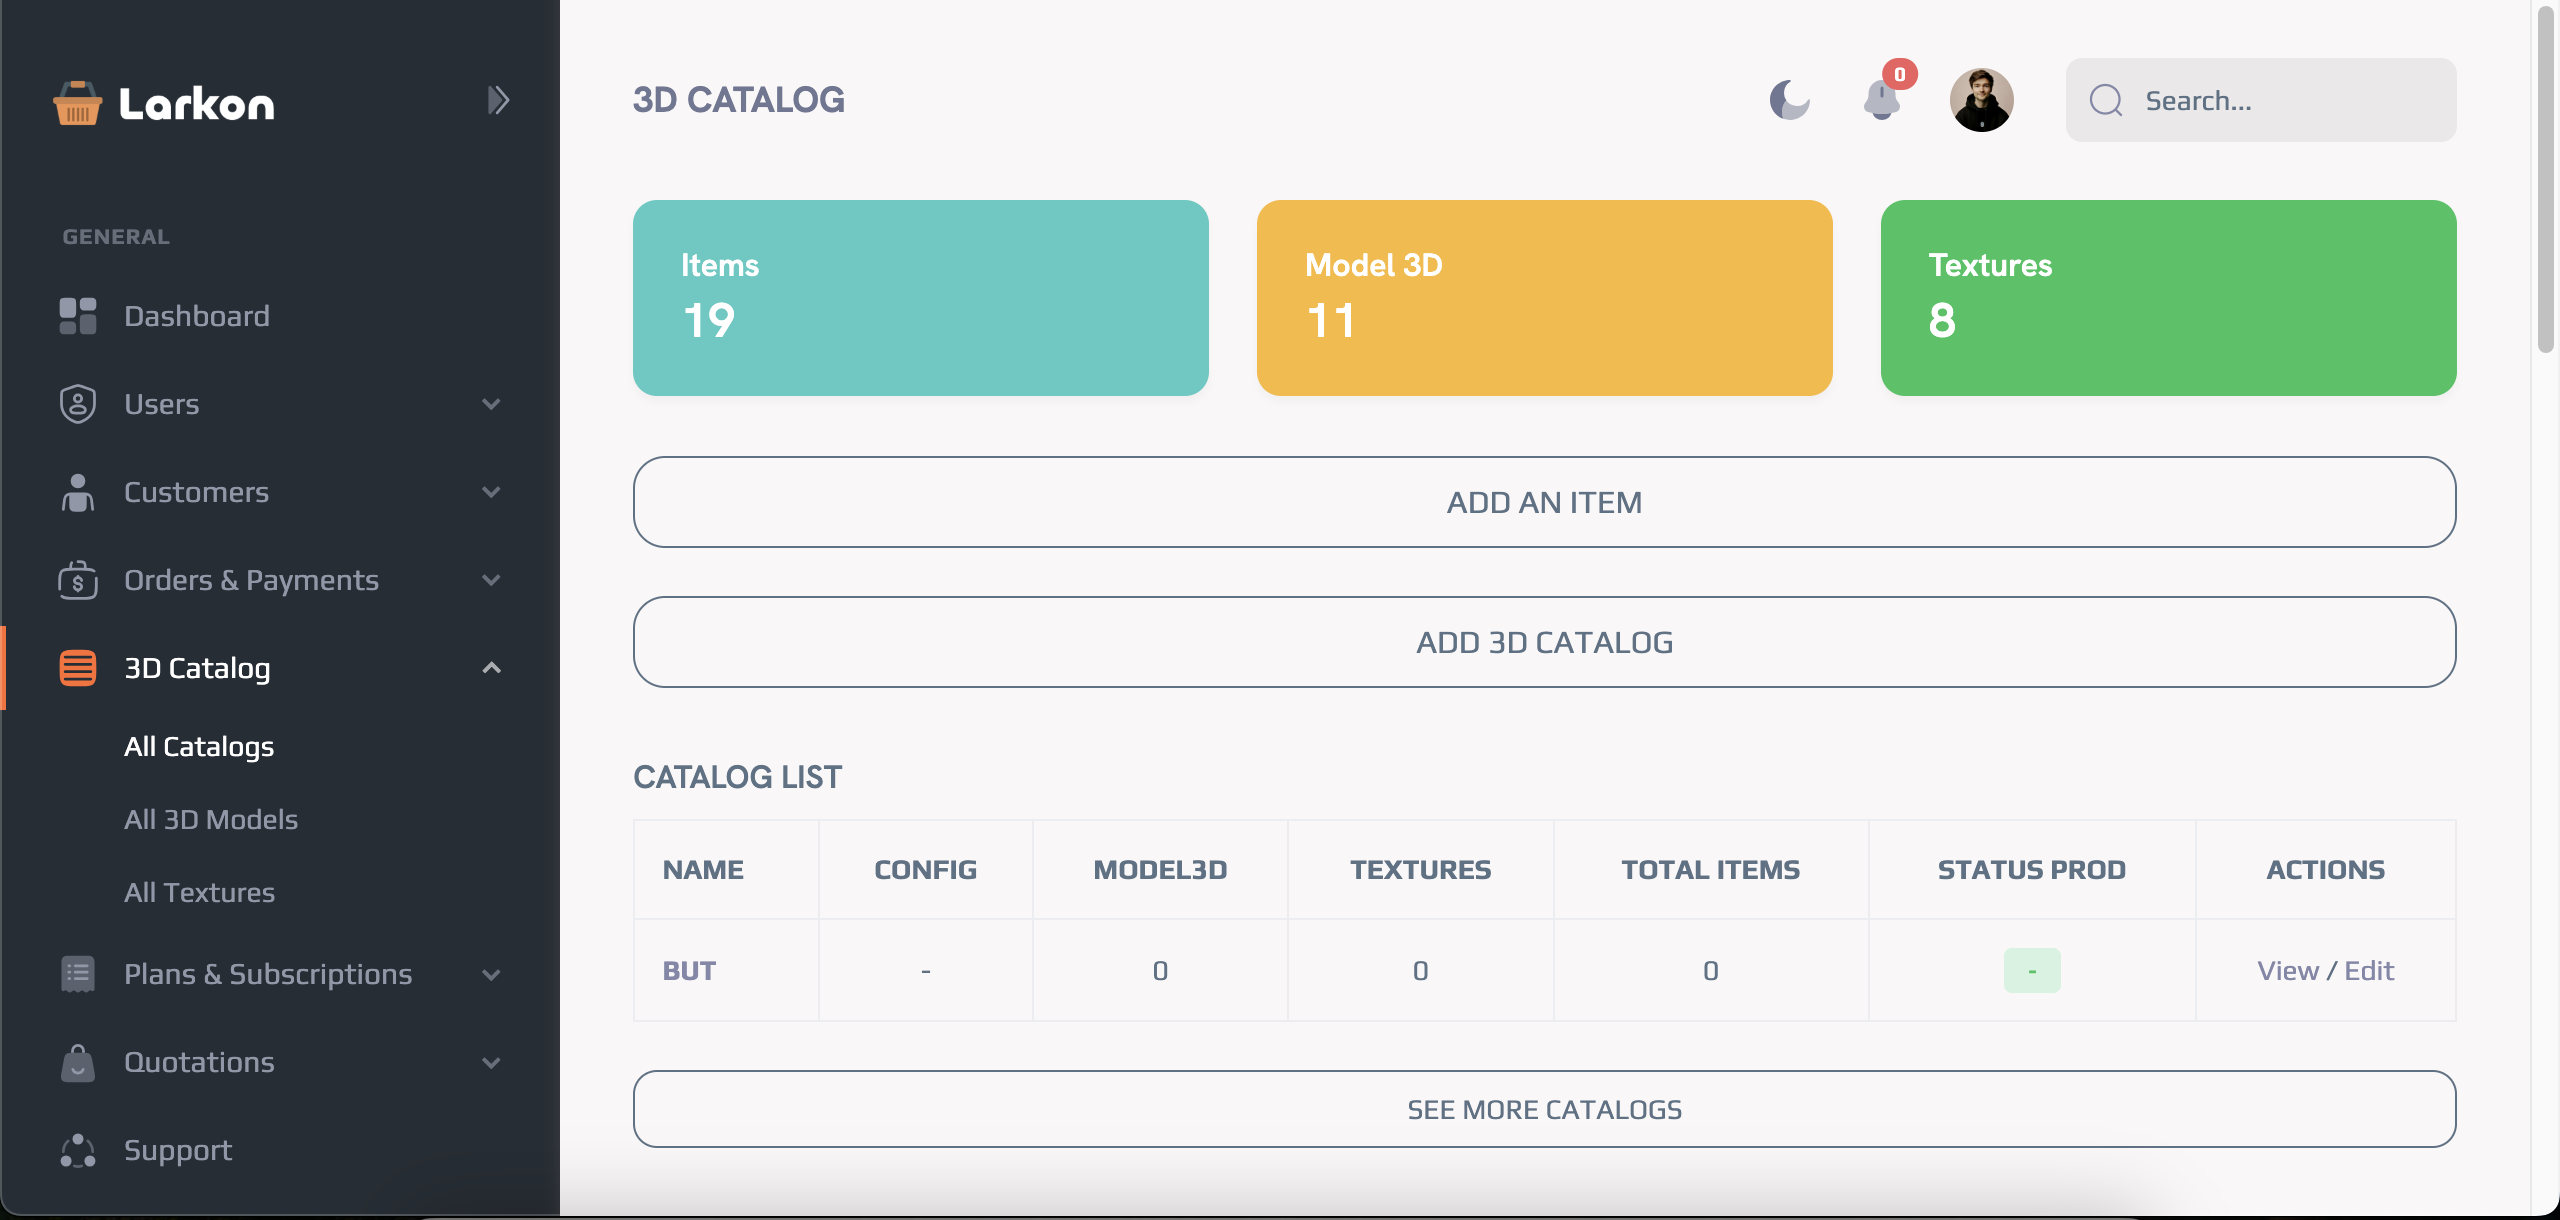 Larkon
GENERAL
Dashboard
Users
Customers
Orders & Payments
3D Catalog
All Catalogs
All 3D Models
All Textures
Plans & Subscriptions
Quotations
Support
3D CATALOG
0
Search...
Items
19
Model 3D
11
Textures
8
ADD AN ITEM
ADD 3D CATALOG
CATALOG LIST
NAME CONFIG MODEL3D TEXTURES TOTAL ITEMS STATUS PROD ACTIONS
BUT - 0 0 0 - View / Edit
SEE MORE CATALOGS